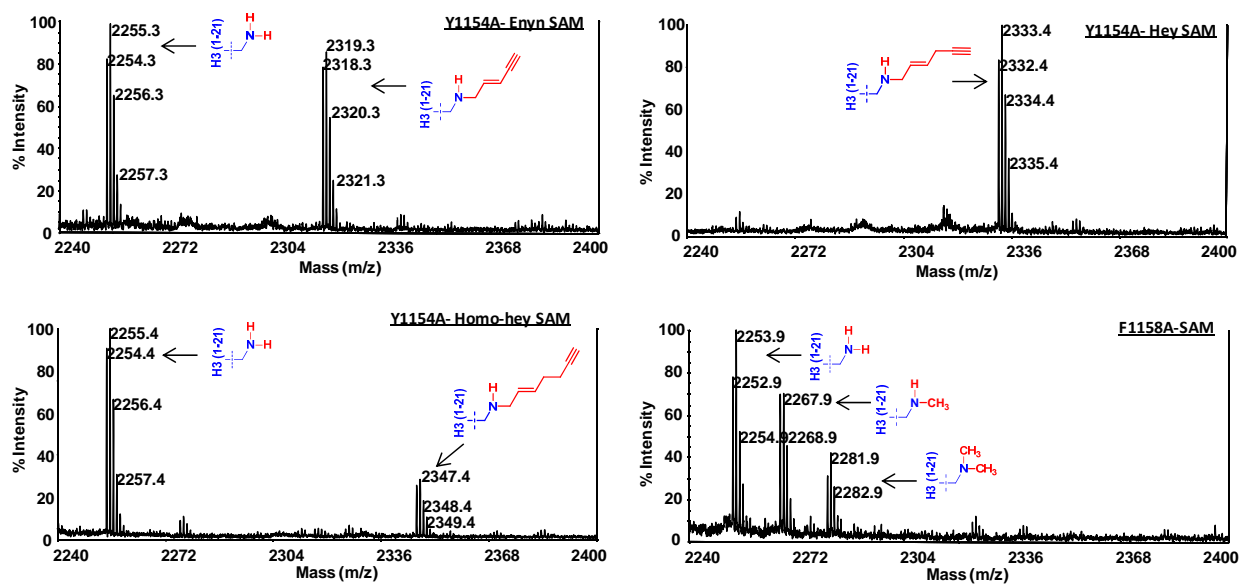 Y1154A- Enyn SAM
100
80
60
40
20
0
% Intensity
2255.3
2254.3
2256.3
2257.3
H
N
H
H3 (1-21)
2319.3
2318.3
2320.3
2321.3
H
N
H3 (1-21)
2240 2272 2304 2336 2368 2400
Mass (m/z)
Y1154A- Hey SAM
100
80
60
40
20
0
% Intensity
H
N
H3 (1-21)
2333.4
2332.4
2334.4
2335.4
2240 2272 2304 2336 2368 2400
Mass (m/z)
Y1154A- Homo-hey SAM
100
80
60
40
20
0
% Intensity
2255.4
2254.4
2256.4
2257.4
H
N
H
H3 (1-21)
H
N
H3 (1-21)
2347.4
2348.4
2349.4
2240 2272 2304 2336 2368 2400
Mass (m/z)
F1158A-SAM
100
80
60
40
20
0
% Intensity
2253.9
2252.9
2254.9
H
N
H
H3 (1-21)
2267.9
2268.9
H
N
CH₃
H3 (1-21)
2281.9
2282.9
CH₃
N
CH₃
H3 (1-21)
2240 2272 2304 2336 2368 2400
Mass (m/z)